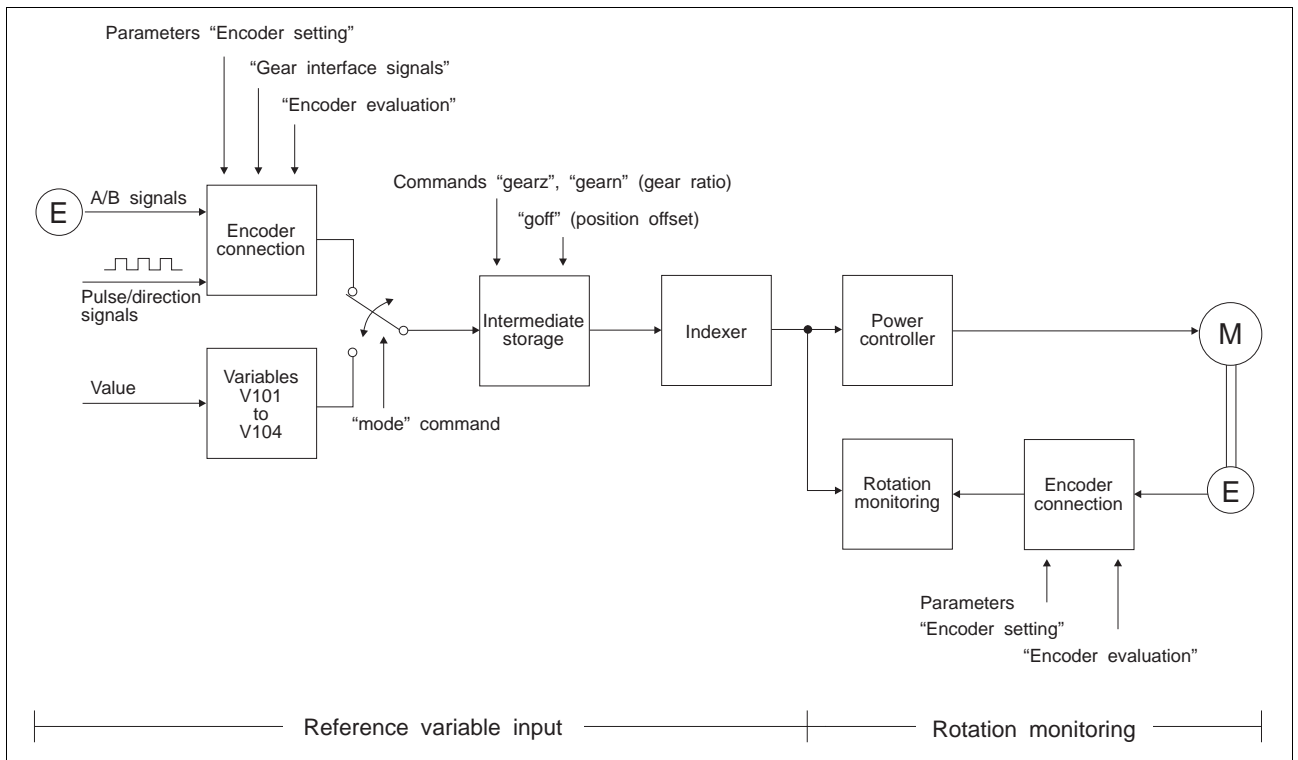 Parameters “Encoder setting”
“Gear interface signals”
“Encoder evaluation”
E
A/B signals
Encoder
connection
Pulse/direction
signals
Value
Variables
V101
to
V104
“mode” command
Commands “gearz”, “gearn” (gear ratio)
“goff” (position offset)
Intermediate
storage
Indexer
Power
controller
M
Rotation
monitoring
Encoder
connection
E
Parameters
“Encoder setting”
“Encoder evaluation”
Reference variable input
Rotation monitoring